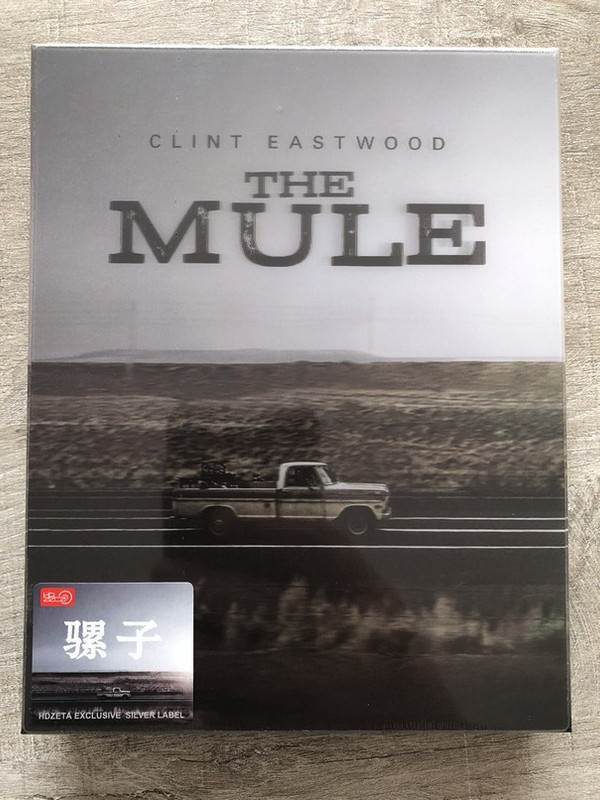 CLINT EASTWOOD
THE
MULE
骡子
HDZETA EXCLUSIVE SILVER LABEL